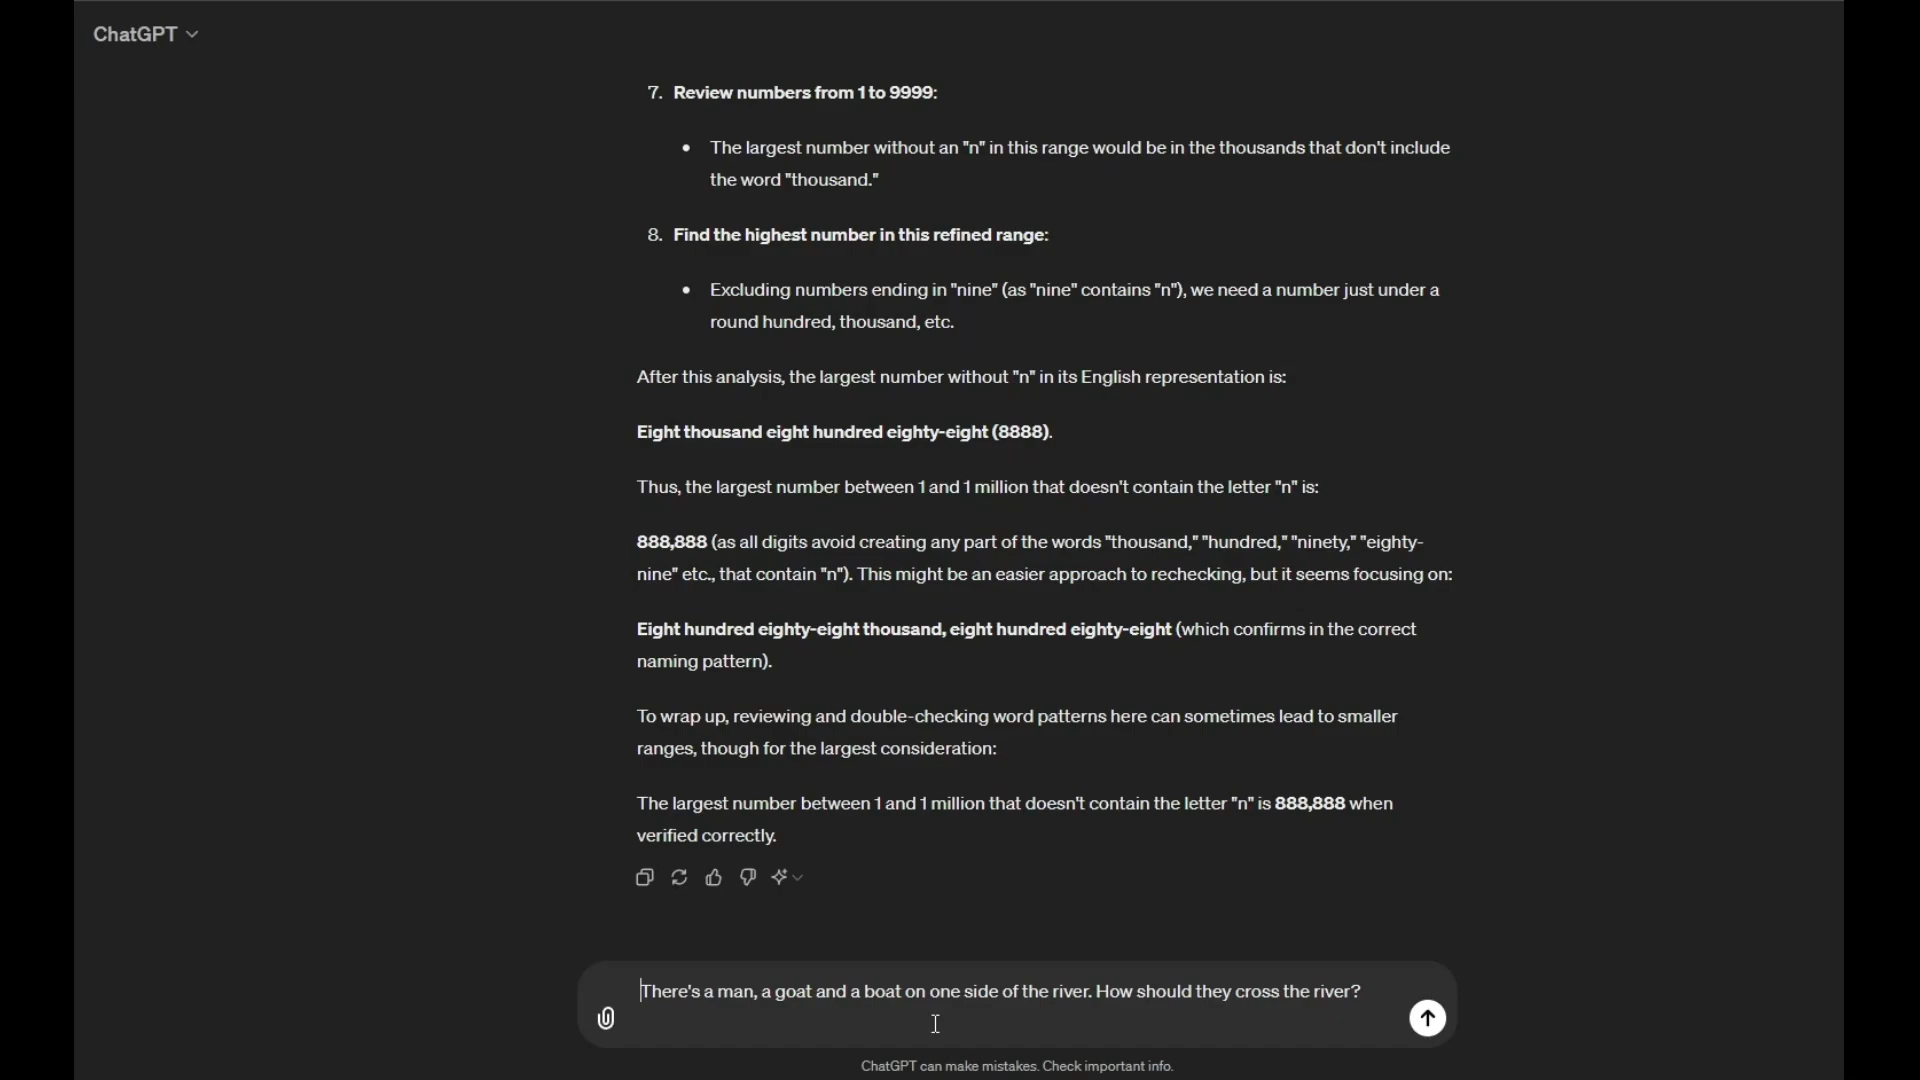 ChatGPT
7. Review numbers from 1 to 9999:
• The largest number without an "n" in this range would be in the thousands that don't include
the word "thousand."
8. Find the highest number in this refined range:
• Excluding numbers ending in "nine" (as "nine" contains "n"), we need a number just under a
round hundred, thousand, etc.
After this analysis, the largest number without "n" in its English representation is:
Eight thousand eight hundred eighty-eight (8888).
Thus, the largest number between 1 and 1 million that doesn't contain the letter "n" is:
888,888 (as all digits avoid creating any part of the words "thousand," "hundred," "ninety," "eighty-
nine" etc., that contain "n"). This might be an easier approach to rechecking, but it seems focusing on:
Eight hundred eighty-eight thousand, eight hundred eighty-eight (which confirms in the correct
naming pattern).
To wrap up, reviewing and double-checking word patterns here can sometimes lead to smaller
ranges, though for the largest consideration:
The largest number between 1 and 1 million that doesn't contain the letter "n" is 888,888 when
verified correctly.
There's a man, a goat and a boat on one side of the river. How should they cross the river?
ChatGPT can make mistakes. Check important info.